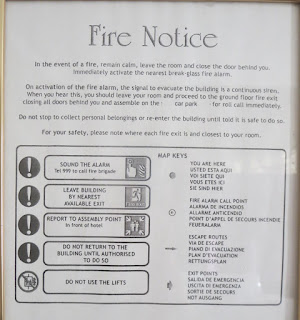 Fire Notice
In the event of a fire, remain calm, leave the room and close the door behind you.
Immediately activate the nearest break-glass fire alarm.
On activation of the fire alarm, the signal to evacuate the building is a continuous siren.
When you hear this, you should leave your room and proceed to the ground floor fire exit
closing all doors behind you and assemble on the · car park · for roll call immediately.
Do not stop to collect personal belongings or re-enter the building until told it is safe to do so.
For your safety, please note where each fire exit is and closest to your room.
SOUND THE ALARM
Tel 999 to call fire brigade
LEAVE BUILDING
BY NEAREST
AVAILABLE EXIT
REPORT TO ASSEMBLY POINT
In front of hotel
DO NOT RETURN TO THE
BUILDING UNTIL AUTHORISED
TO DO SO
DO NOT USE THE LIFTS
MAP KEYS
YOU ARE HERE
USTED ESTA AQUI
VOI SIETE QUI
VOUS ETES ICI
SIE SIND HIER
FIRE ALARM CALL POINT
ALARMA DE INCENDIOS
ALLARME ANTICENDIO
POINT D'APPEL DE SECOURS INCENDIE
FEUERALARM
ESCAPE ROUTES
VIA DE ESCAPE
PIANO DI EVACUAZIONE
PLAN D'EVACUATION
RETTUNGSPLAN
EXIT POINTS
SALIDA DE EMERGENCIA
USCITA DI EMERGENZA
SORTIE DE SECOURS
NOT AUSGANG